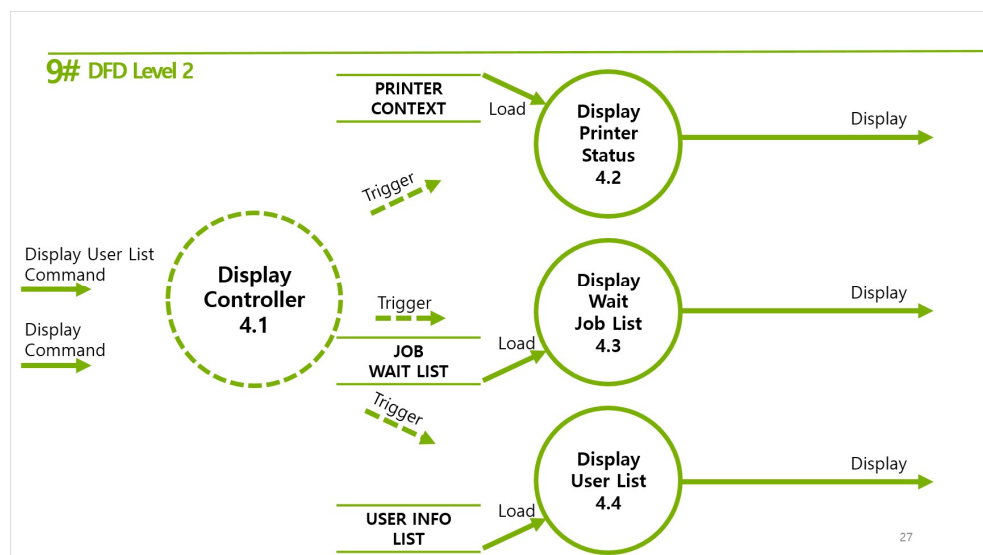 9# DFD Level 2
PRINTER
CONTEXT
Load
Display
Printer
Status
4.2
Display
Trigger
Display User List
Command
Display
Controller
4.1
Display
Command
Trigger
JOB
WAIT LIST
Load
Display
Wait
Job List
4.3
Display
Trigger
USER INFO
LIST
Load
Display
User List
4.4
Display
27